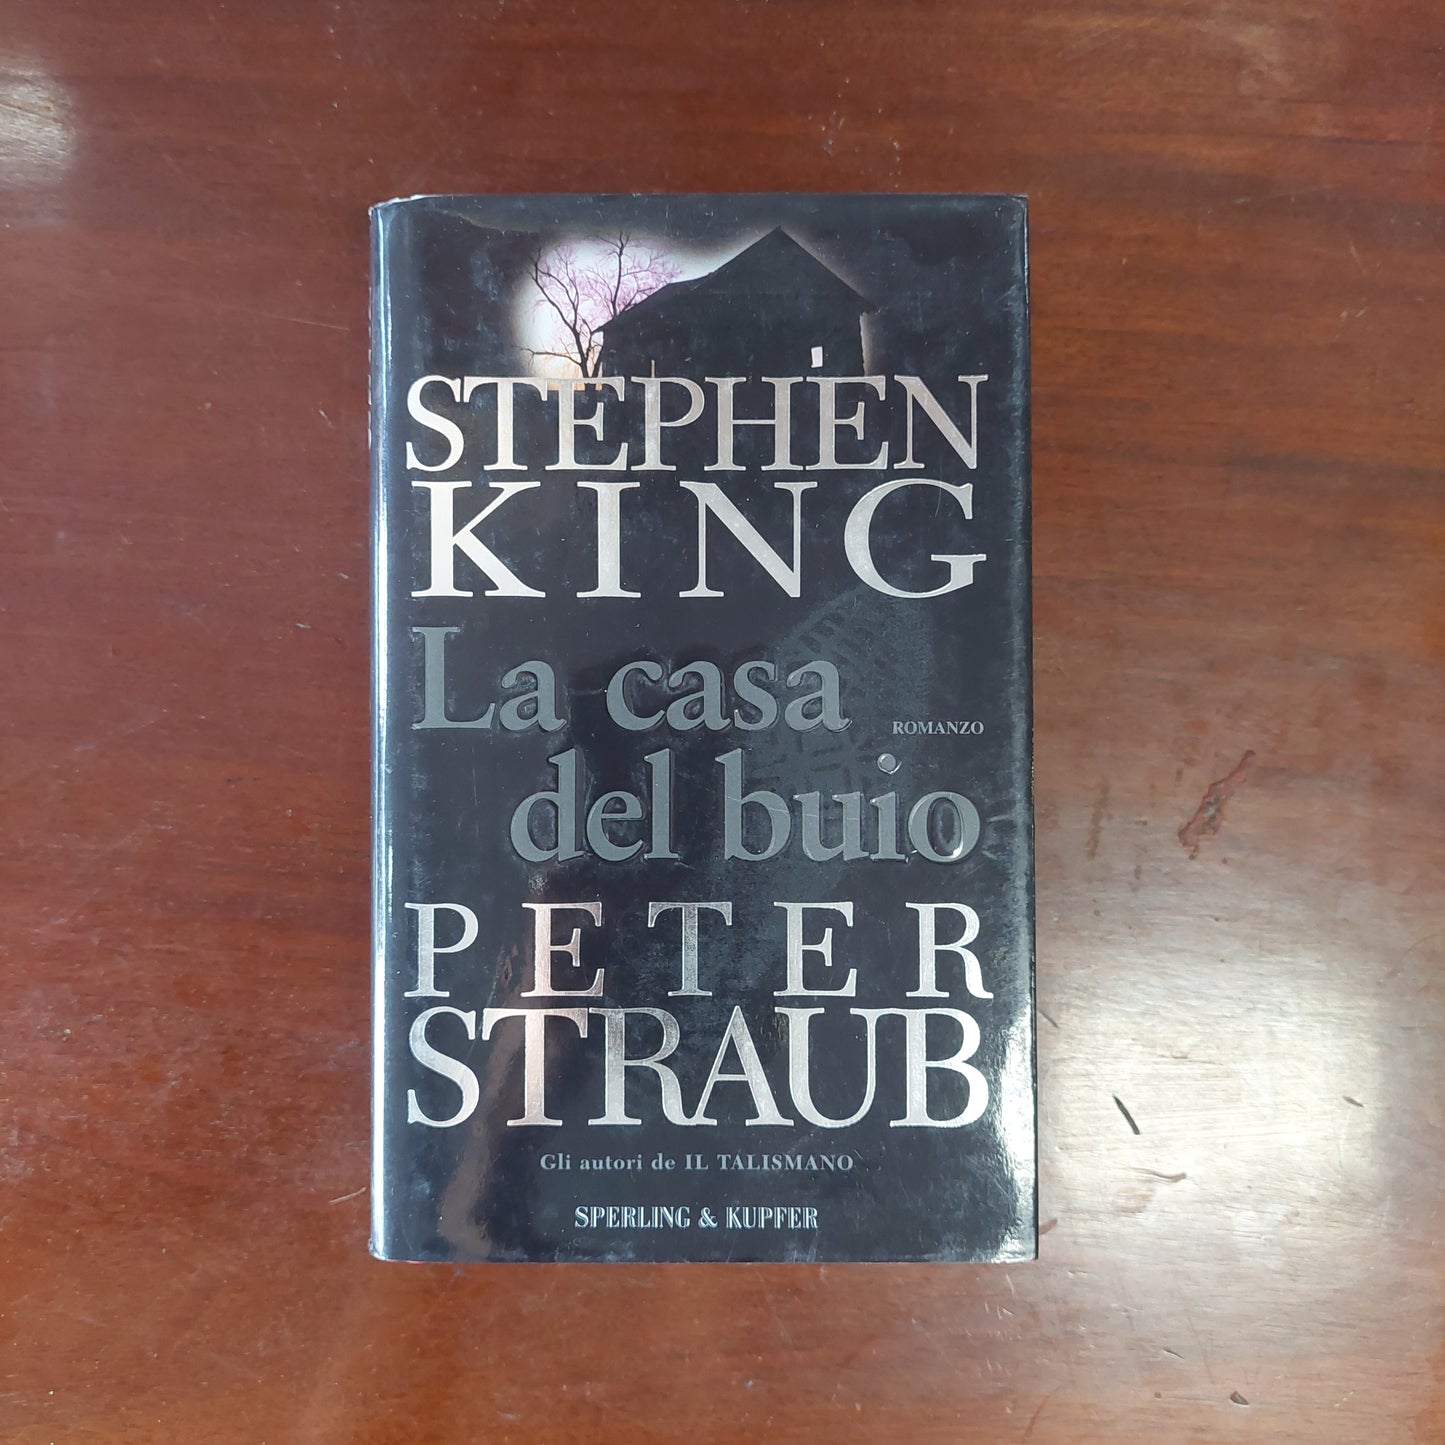 STEPHEN
KING
La casa
ROMANZO
del buio
PETER
STRAUB
Gli autori de IL TALISMANO
SPERLING & KUPFER